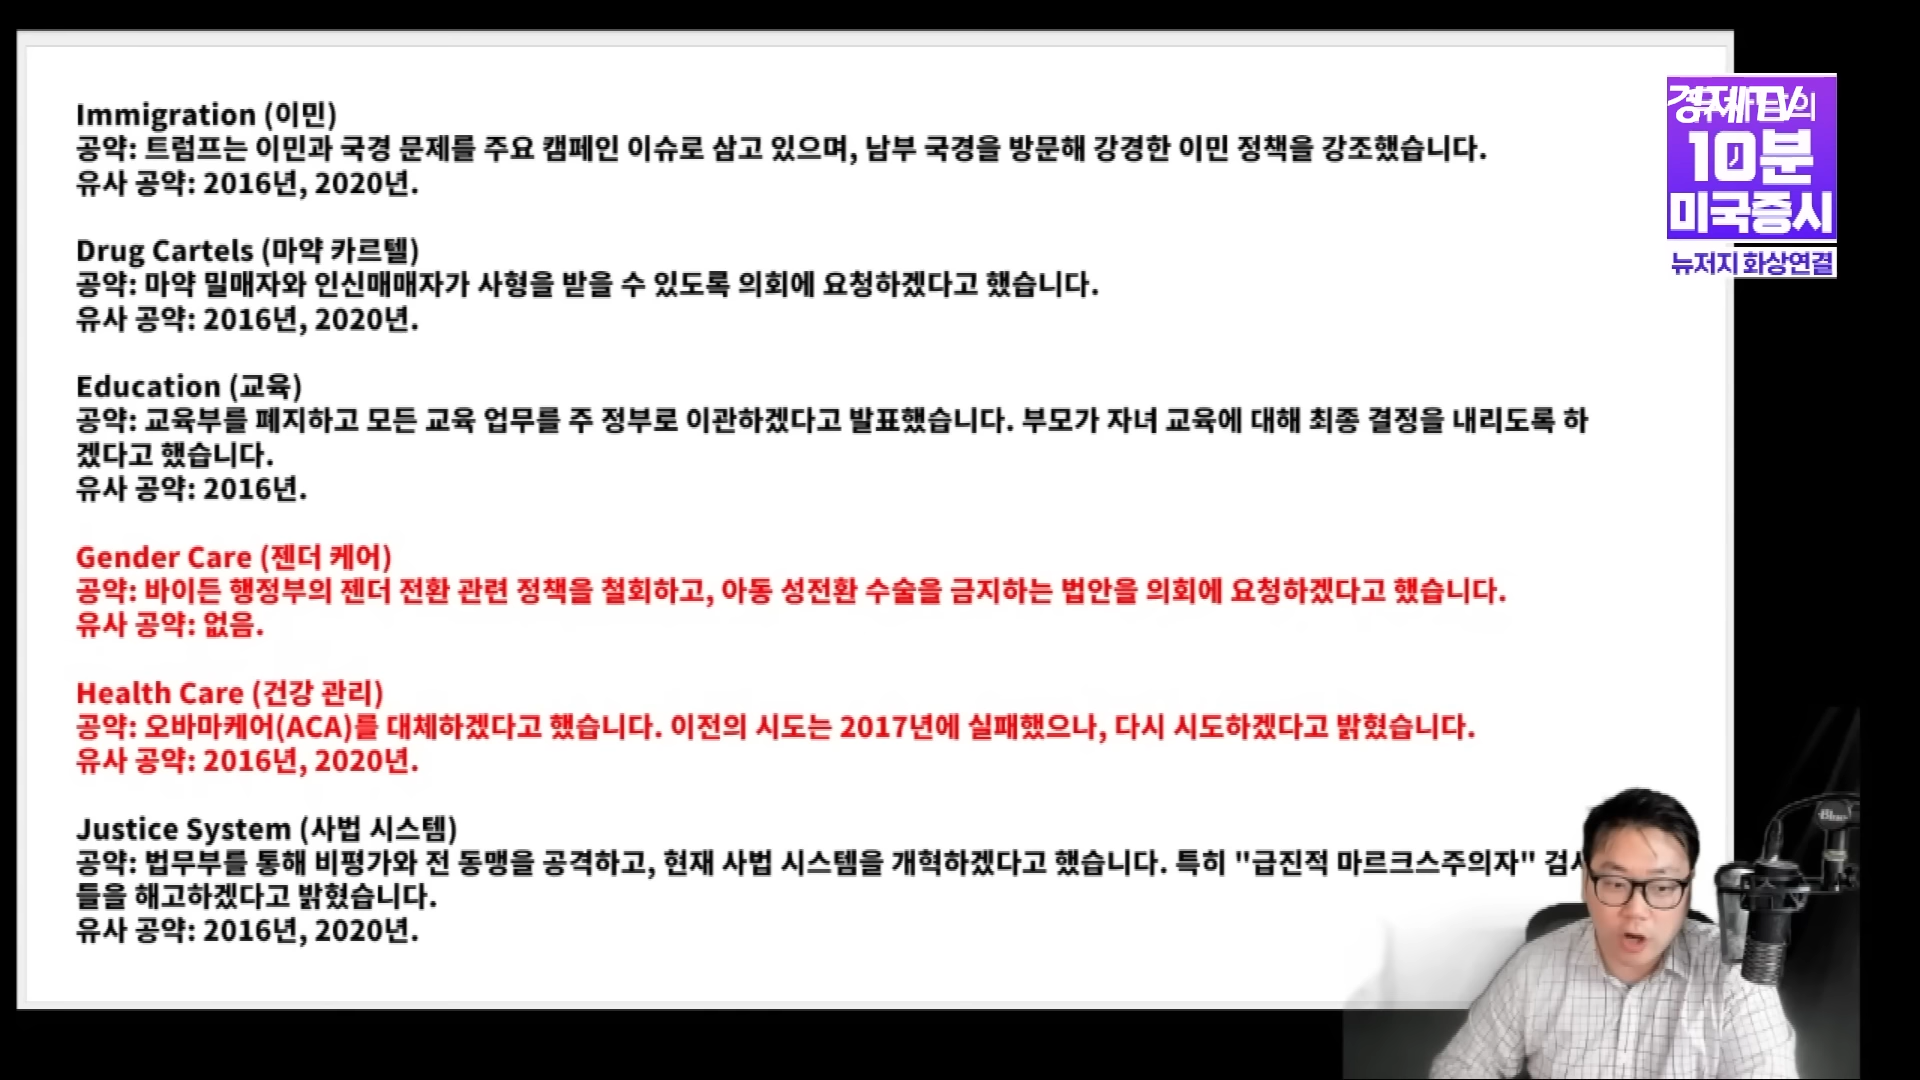 Immigration (이민)
공약: 트럼프는 이민과 국경 문제를 주요 캠페인 이슈로 삼고 있으며, 남부 국경을 방문해 강경한 이민 정책을 강조했습니다.
유사 공약: 2016년, 2020년.
Drug Cartels (마약 카르텔)
공약: 마약 밀매자와 인신매매자가 사형을 받을 수 있도록 의회에 요청하겠다고 했습니다.
유사 공약: 2016년, 2020년.
Education (교육)
공약: 교육부를 폐지하고 모든 교육 업무를 주 정부로 이관하겠다고 발표했습니다. 부모가 자녀 교육에 대해 최종 결정을 내리도록 하
겠다고 했습니다.
유사 공약: 2016년.
Gender Care (젠더 케어)
공약: 바이든 행정부의 젠더 전환 관련 정책을 철회하고, 아동 성전환 수술을 금지하는 법안을 의회에 요청하겠다고 했습니다.
유사 공약: 없음.
Health Care (건강 관리)
공약: 오바마케어(ACA)를 대체하겠다고 했습니다. 이전의 시도는 2017년에 실패했으나, 다시 시도하겠다고 밝혔습니다.
유사 공약: 2016년, 2020년.
Justice System (사법 시스템)
공약: 법무부를 통해 비평가와 전 동맹을 공격하고, 현재 사법 시스템을 개혁하겠다고 했습니다. 특히 "급진적 마르크스주의자" 검사
들을 해고하겠다고 밝혔습니다.
유사 공약: 2016년, 2020년.
경제TV
10분
미국증시
뉴저지 화상연결
Blue